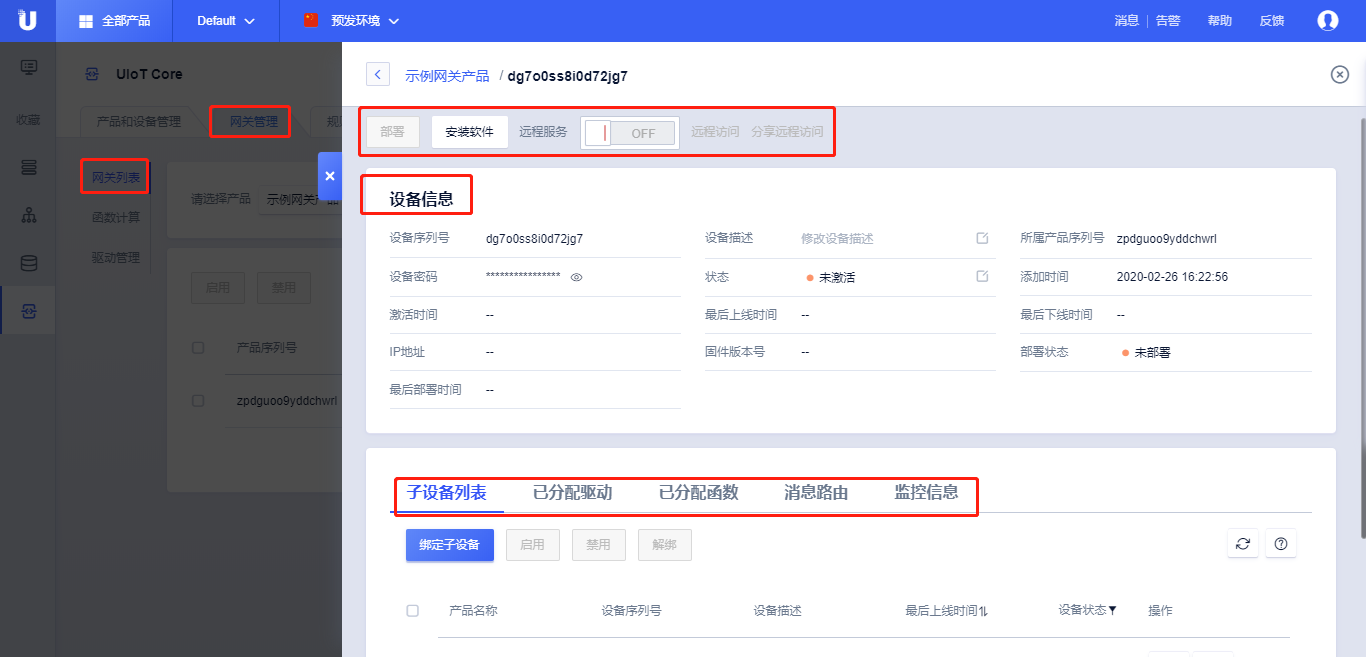 U 全部产品 Default 预发环境 消息 告警 帮助 反馈
UIoT Core
示例网关产品 / dg7o0ss8i0d72jg7
收藏
产品和设备管理 网关管理
部署 安装软件 远程服务 OFF 远程访问 分享远程访问
网关列表
请选择产品 示例网关产品
函数计算
驱动管理
启用 禁用
产品序列号
zpdguoo9yddchwrl
设备信息
设备序列号 dg7o0ss8i0d72jg7 设备描述 修改设备描述 所属产品序列号 zpdguoo9yddchwrl
设备密码 *************** 状态 未激活 添加时间 2020-02-26 16:22:56
激活时间 -- 最后上线时间 -- 最后下线时间 --
IP地址 -- 固件版本号 -- 部署状态 未部署
最后部署时间 --
子设备列表 已分配驱动 已分配函数 消息路由 监控信息
绑定子设备 启用 禁用 解绑
产品名称 设备序列号 设备描述 最后上线时间 设备状态 操作